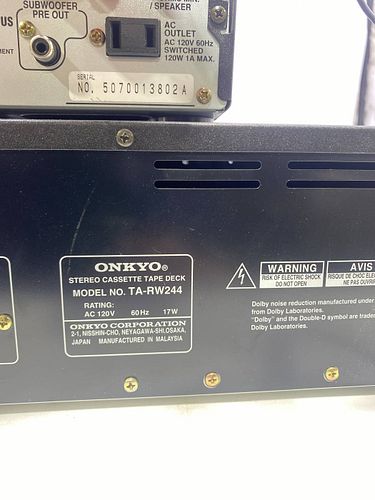 SUBWOOFER
PRE OUT
/ SPEAKER
AC
OUTLET
AC 120V 60Hz
SWITCHED
120W 1A MAX.
SERIAL
NO. 5070013802A
ONKYO®
STEREO CASSETTE TAPE DECK
MODEL NO. TA-RW244
RATING:
AC 120V 60Hz 17W
ONKYO CORPORATION
2-1, NISSHIN-CHO, NEYAGAWA-SHI, OSAKA,
JAPAN MANUFACTURED IN MALAYSIA
WARNING
RISK OF ELECTRIC SHOCK
DO NOT OPEN
AVIS
RISQUE DE CHOC
NE PAS
Dolby noise reduction manufactured under
from Dolby Laboratories.
"Dolby" and the Double-D symbol are
Dolby Laboratories.